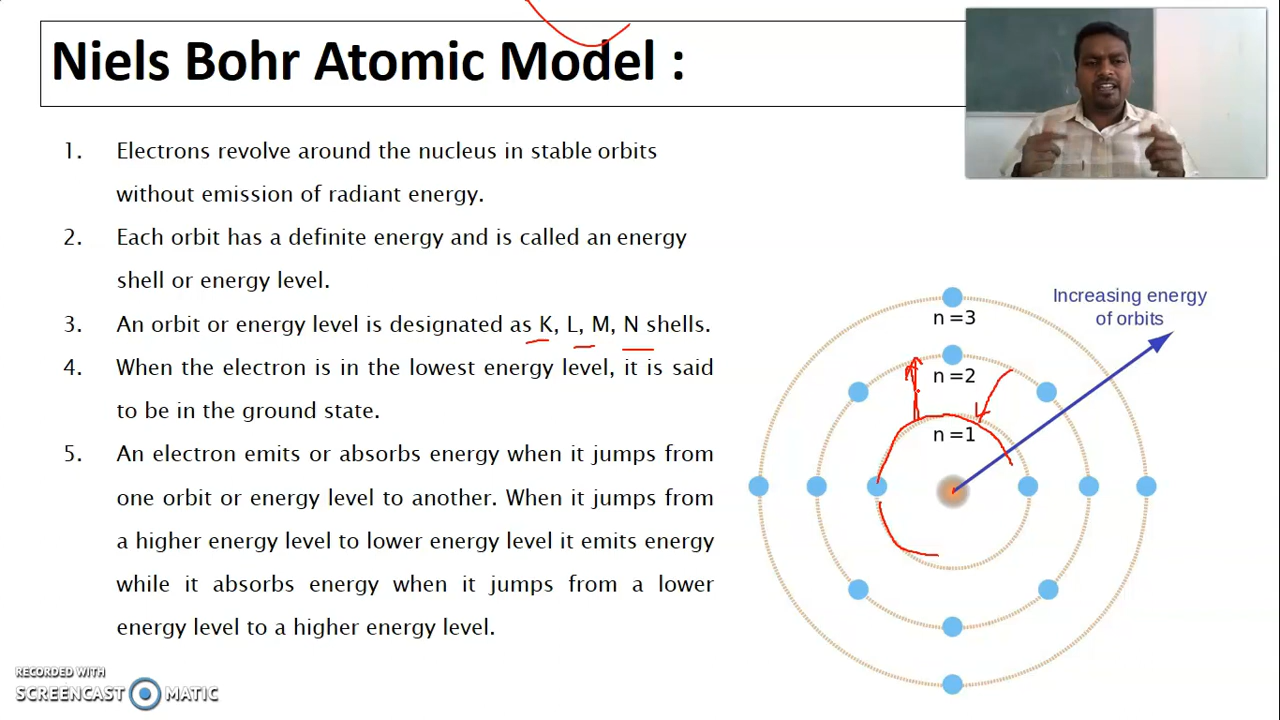 Niels Bohr Atomic Model :
1. Electrons revolve around the nucleus in stable orbits
without emission of radiant energy.
2. Each orbit has a definite energy and is called an energy
shell or energy level.
3. An orbit or energy level is designated as K, L, M, N shells.
4. When the electron is in the lowest energy level, it is said
to be in the ground state.
5. An electron emits or absorbs energy when it jumps from
one orbit or energy level to another. When it jumps from
a higher energy level to lower energy level it emits energy
while it absorbs energy when it jumps from a lower
energy level to a higher energy level.
Increasing energy
of orbits
n=3
n=2
n=1
RECORDED WITH
SCREENCAST MATIC